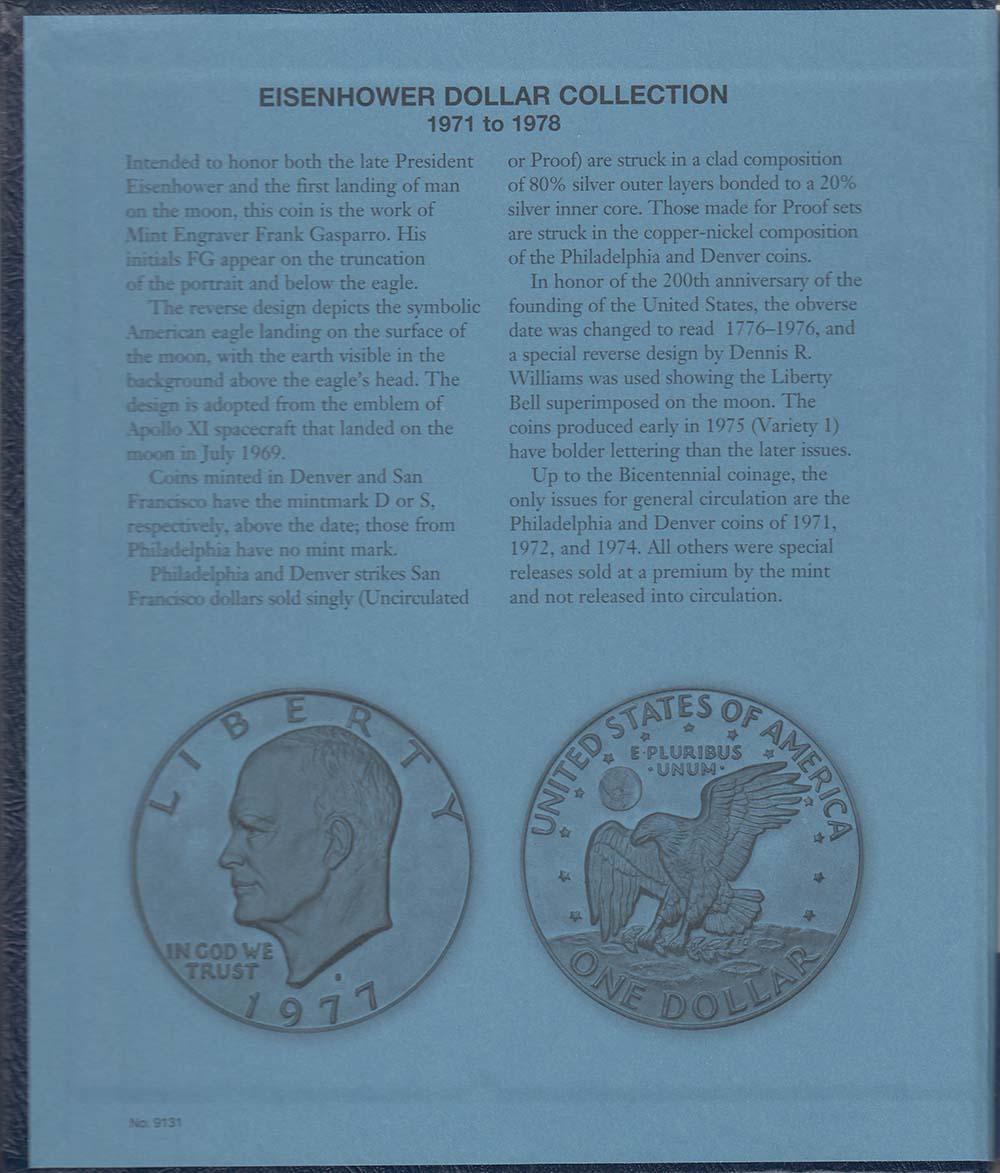 EISENHOWER DOLLAR COLLECTION
1971 to 1978
Intended to honor both the late President
Eisenhower and the first landing of man
on the moon, this coin is the work of
Mint Engraver Frank Gasparro. His
initials FG appear on the truncation
of the portrait and below the eagle.
The reverse design depicts the symbolic
American eagle landing on the surface of
the moon, with the earth visible in the
background above the eagle's head. The
design is adopted from the emblem of
Apollo XI spacecraft that landed on the
moon in July 1969.
Coins minted in Denver and San
Francisco have the mintmark D or S,
respectively, above the date; those from
Philadelphia have no mint mark.
Philadelphia and Denver strikes San
Francisco dollars sold singly (Uncirculated
or Proof) are struck in a clad composition
of 80% silver outer layers bonded to a 20%
silver inner core. Those made for Proof sets
are struck in the copper-nickel composition
of the Philadelphia and Denver coins.
In honor of the 200th anniversary of the
founding of the United States, the obverse
date was changed to read 1776–1976, and
a special reverse design by Dennis R.
Williams was used showing the Liberty
Bell superimposed on the moon. The
coins produced early in 1975 (Variety 1)
have bolder lettering than the later issues.
Up to the Bicentennial coinage, the
only issues for general circulation are the
Philadelphia and Denver coins of 1971,
1972, and 1974. All others were special
releases sold at a premium by the mint
and not released into circulation.
LIBERTY
IN GOD WE
TRUST
1977
UNITED STATES OF AMERICA
E·PLURIBUS
·UNUM·
ONE DOLLAR
No. 9131